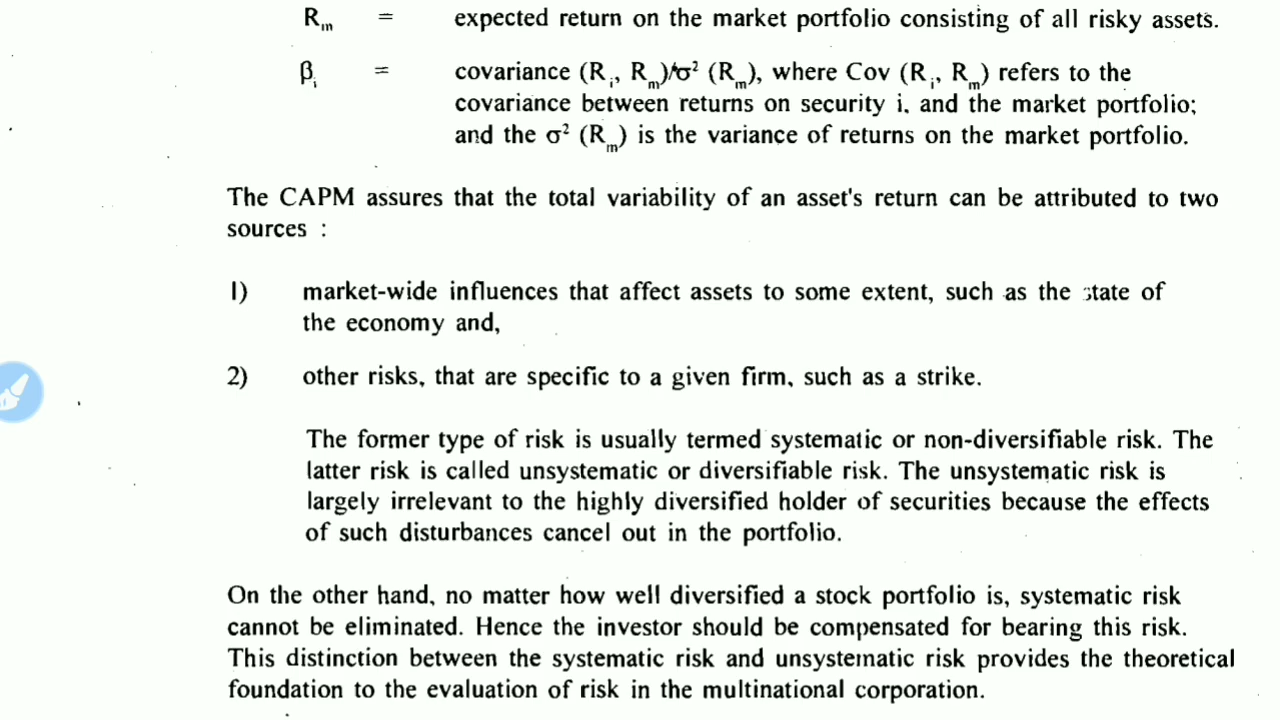 Rm = expected return on the market portfolio consisting of all risky assets.
βi = covariance (Ri, Rm)/σ² (Rm), where Cov (Ri, Rm) refers to the
covariance between returns on security i, and the market portfolio;
and the σ² (Rm) is the variance of returns on the market portfolio.
The CAPM assures that the total variability of an asset's return can be attributed to two
sources :
1) market-wide influences that affect assets to some extent, such as the state of
the economy and,
2) other risks, that are specific to a given firm, such as a strike.
The former type of risk is usually termed systematic or non-diversifiable risk. The
latter risk is called unsystematic or diversifiable risk. The unsystematic risk is
largely irrelevant to the highly diversified holder of securities because the effects
of such disturbances cancel out in the portfolio.
On the other hand, no matter how well diversified a stock portfolio is, systematic risk
cannot be eliminated. Hence the investor should be compensated for bearing this risk.
This distinction between the systematic risk and unsystematic risk provides the theoretical
foundation to the evaluation of risk in the multinational corporation.